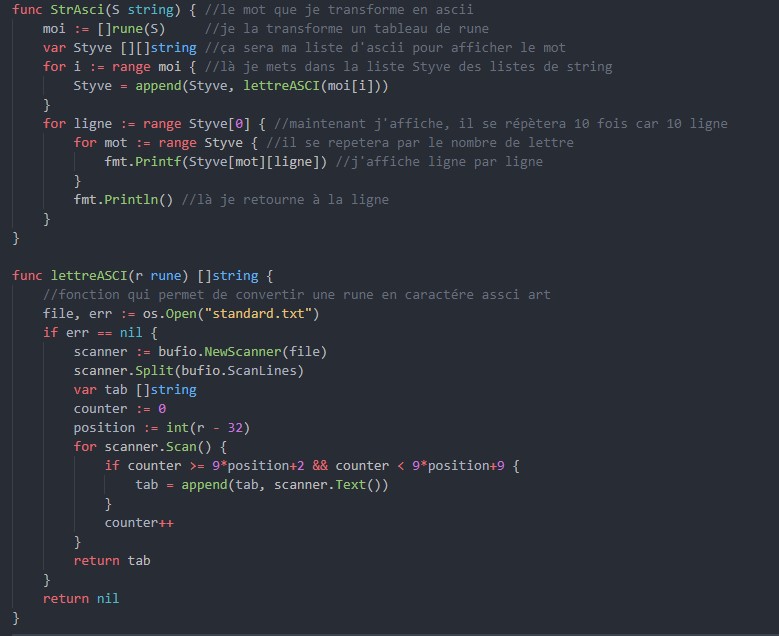 func StrAsci(S string) { //le mot que je transforme en ascii
    moi := []rune(S)     //je la transforme un tableau de rune
    var Styve [][]string //ça sera ma liste d'ascii pour afficher le mot
    for i := range moi { //là je mets dans la liste Styve des listes de string
        Styve = append(Styve, lettreASCI(moi[i]))
    }
    for ligne := range Styve[0] { //maintenant j'affiche, il se répètera 10 fois car 10 ligne
        for mot := range Styve { //il se repetera par le nombre de lettre
            fmt.Printf(Styve[mot][ligne]) //j'affiche ligne par ligne
        }
        fmt.Println() //là je retourne à la ligne
    }
}

func lettreASCI(r rune) []string {
    //fonction qui permet de convertir une rune en caractére assci art
    file, err := os.Open("standard.txt")
    if err == nil {
        scanner := bufio.NewScanner(file)
        scanner.Split(bufio.ScanLines)
        var tab []string
        counter := 0
        position := int(r - 32)
        for scanner.Scan() {
            if counter >= 9*position+2 && counter < 9*position+9 {
                tab = append(tab, scanner.Text())
            }
            counter++
        }
        return tab
    }
    return nil
}